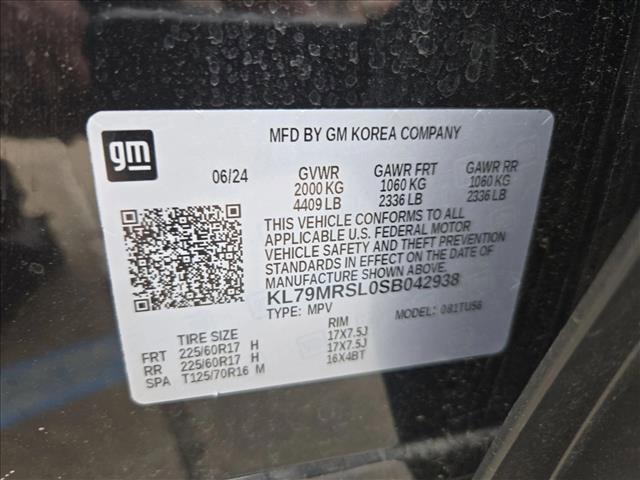 gm
MFD BY GM KOREA COMPANY
06/24 GVWR GAWR FRT GAWR RR
2000 KG 1060 KG 1060 KG
4409 LB 2336 LB 2336 LB
THIS VEHICLE CONFORMS TO ALL
APPLICABLE U.S. FEDERAL MOTOR
VEHICLE SAFETY AND THEFT PREVENTION
STANDARDS IN EFFECT ON THE DATE OF
MANUFACTURE SHOWN ABOVE.
KL79MRSL0SB042938
TYPE: MPV MODEL: 081TU56
TIRE SIZE RIM
FRT 225/60R17 H 17X7.5J
RR 225/60R17 H 17X7.5J
SPA T125/70R16 M 16X4BT